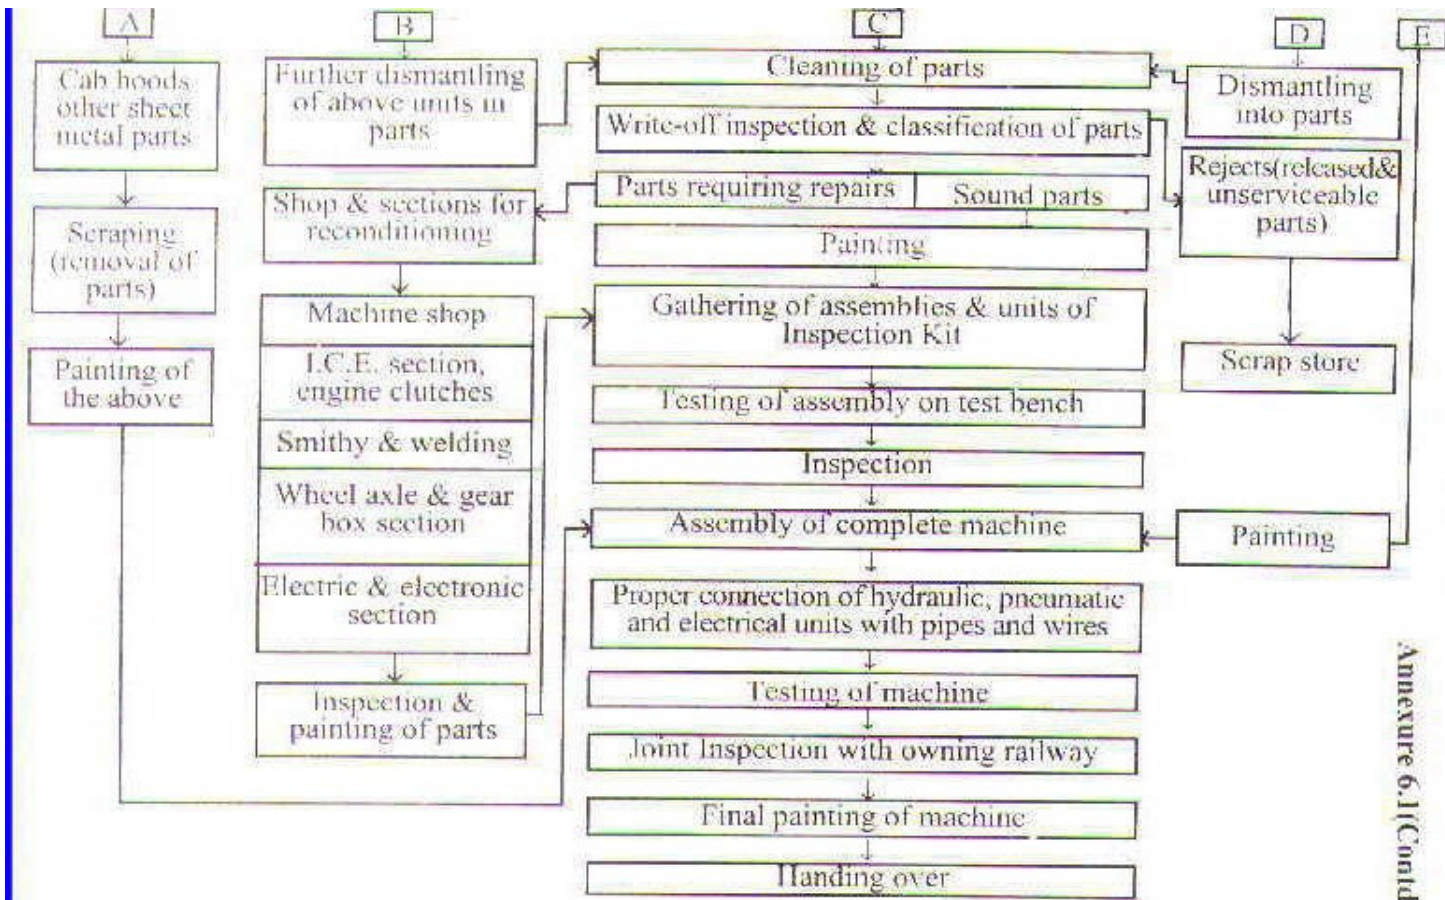 A
B
C
D
E
Cab hoods
other sheet
metal parts
Scraping
(removal of
parts)
Painting of
the above
Further dismantling
of above units in
parts
Shop & sections for
reconditioning
Machine shop
I.C.E. section,
engine clutches
Smithy & welding
Wheel axle & gear
box section
Electric & electronic
section
Inspection &
painting of parts
Cleaning of parts
Write-off inspection & classification of parts
Parts requiring repairs
Sound parts
Painting
Gathering of assemblies & units of
Inspection Kit
Testing of assembly on test bench
Inspection
Assembly of complete machine
Proper connection of hydraulic, pneumatic
and electrical units with pipes and wires
Testing of machine
Joint Inspection with owning railway
Final painting of machine
Handing over
Dismantling
into parts
Rejects(released&
unserviceable
parts)
Scrap store
Painting
Annexure 6.1(Contd